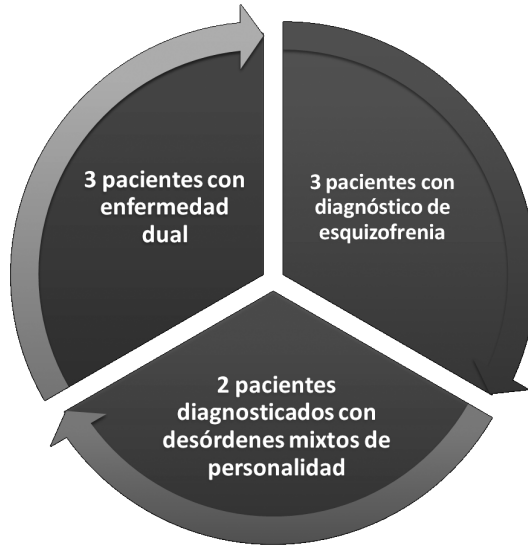 3 pacientes con
enfermedad
dual
3 pacientes con
diagnóstico de
esquizofrenia
2 pacientes
diagnosticados con
desórdenes mixtos de
personalidad